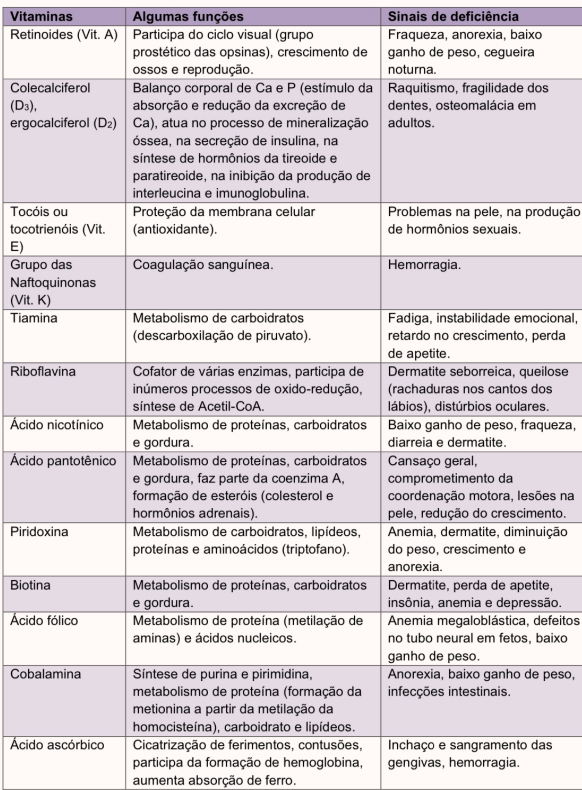 Vitaminas Algumas funções Sinais de deficiência
Retinoides (Vit. A) Participa do ciclo visual (grupo Fraqueza, anorexia, baixo
prostético das opsinas), crescimento de ganho de peso, cegueira
ossos e reprodução. noturna.
Colecalciferol Balanço corporal de Ca e P (estímulo da Raquitismo, fragilidade dos
(D3), absorção e redução da excreção de dentes, osteomalácia em
ergocalciferol (D2) Ca), atua no processo de mineralização adultos.
óssea, na secreção de insulina, na
síntese de hormônios da tireoide e
paratireoide, na inibição da produção de
interleucina e imunoglobulina.
Tocóis ou Proteção da membrana celular Problemas na pele, na produção
tocotrienóis (Vit. (antioxidante). de hormônios sexuais.
E)
Grupo das Coagulação sanguínea. Hemorragia.
Naftoquinonas
(Vit. K)
Tiamina Metabolismo de carboidratos Fadiga, instabilidade emocional,
(descarboxilação de piruvato). retardo no crescimento, perda
de apetite.
Riboflavina Cofator de várias enzimas, participa de Dermatite seborreica, queilose
inúmeros processos de oxido-redução, (rachaduras nos cantos dos
síntese de Acetil-CoA. lábios), distúrbios oculares.
Ácido nicotínico Metabolismo de proteínas, carboidratos Baixo ganho de peso, fraqueza,
e gordura. diarreia e dermatite.
Ácido pantotênico Metabolismo de proteínas, carboidratos Cansaço geral,
e gordura, faz parte da coenzima A, comprometimento da
formação de esteróis (colesterol e coordenação motora, lesões na
hormônios adrenais). pele, redução do crescimento.
Piridoxina Metabolismo de carboidratos, lipídeos, Anemia, dermatite, diminuição
proteínas e aminoácidos (triptofano). do peso, crescimento e
anorexia.
Biotina Metabolismo de proteínas, carboidratos Dermatite, perda de apetite,
e gordura. insônia, anemia e depressão.
Ácido fólico Metabolismo de proteína (metilação de Anemia megaloblástica, defeitos
aminas) e ácidos nucleicos. no tubo neural em fetos, baixo
ganho de peso.
Cobalamina Síntese de purina e pirimidina, Anorexia, baixo ganho de peso,
metabolismo de proteína (formação da infecções intestinais.
metionina a partir da metilação da
homocisteína), carboidrato e lipídeos.
Ácido ascórbico Cicatrização de ferimentos, contusões, Inchaço e sangramento das
participa da formação de hemoglobina, gengivas, hemorragia.
aumenta absorção de ferro.